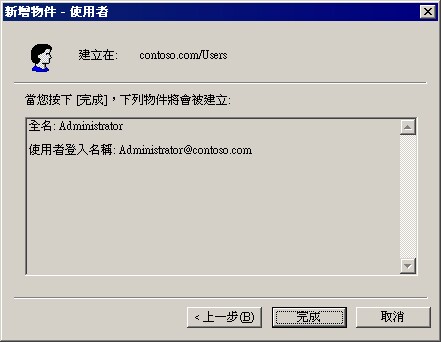 新增物件 - 使用者
建立在: contoso.com/Users
當您按下 [完成]，下列物件將會被建立:
全名: Administrator
使用者登入名稱: Administrator@contoso.com
< 上一步(B) 完成 取消